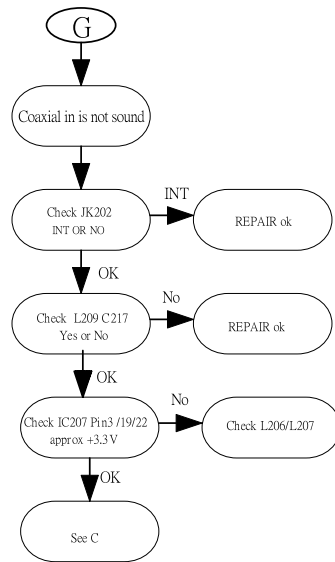 G
Coaxial in is not sound
Check JK202
INT OR NO
INT
REPAIR ok
OK
Check L209 C217
Yes or No
No
REPAIR ok
OK
Check IC207 Pin3 /19/22
approx +3.3V
No
Check L206/L207
OK
See C